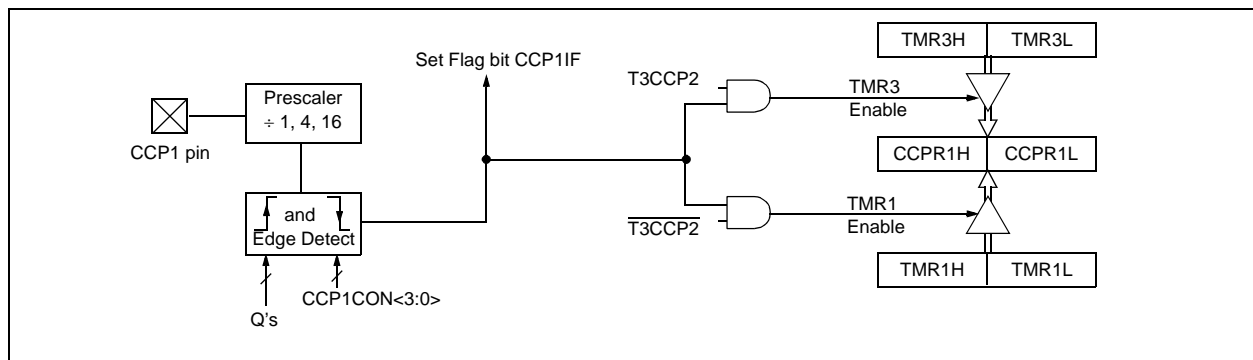 TMR3H TMR3L
Set Flag bit CCP1IF
T3CCP2
TMR3
Enable
Prescaler
÷ 1, 4, 16
CCP1 pin
CCPR1H CCPR1L
and
Edge Detect
TMR1
Enable
T3CCP2
TMR1H TMR1L
CCP1CON<3:0>
Q's